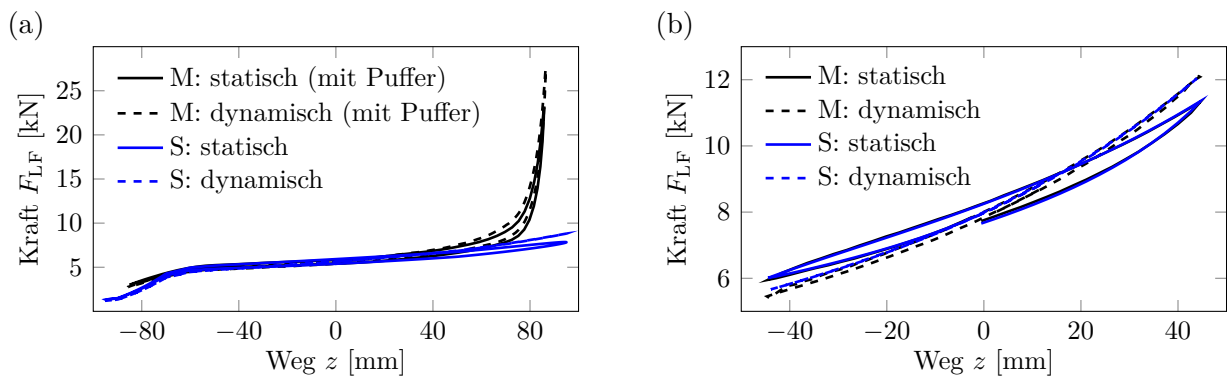 (a)
Kraft F_LF [kN]
25
20
15
10
5
M: statisch (mit Puffer)
M: dynamisch (mit Puffer)
S: statisch
S: dynamisch
−80 −40 0 40 80
Weg z [mm]
(b)
Kraft F_LF [kN]
12
10
8
6
M: statisch
M: dynamisch
S: statisch
S: dynamisch
−40 −20 0 20 40
Weg z [mm]